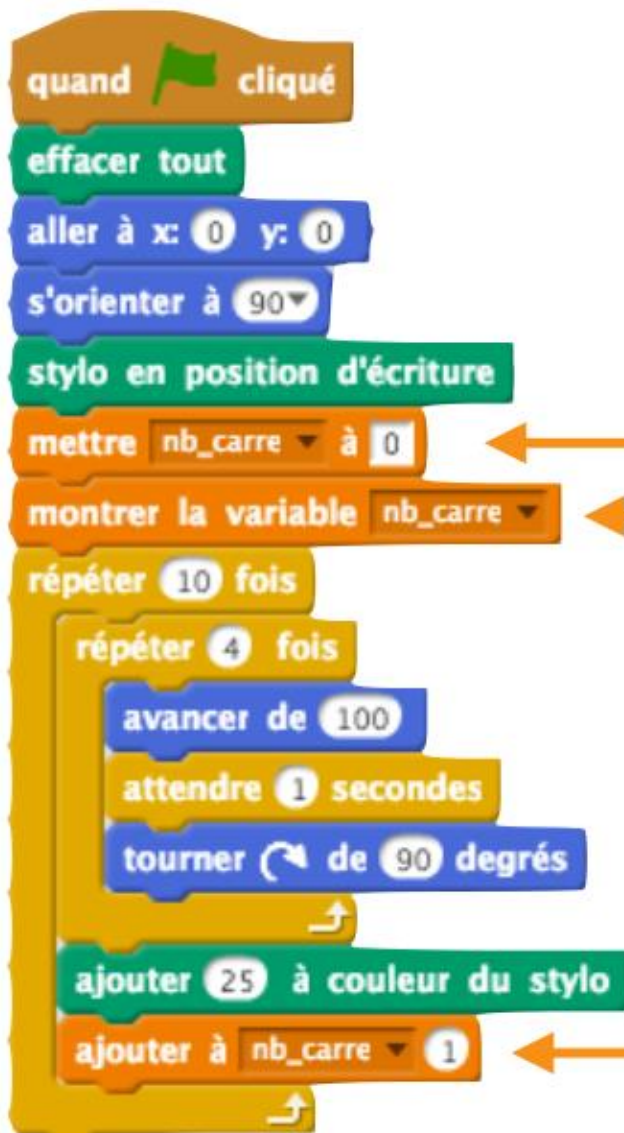 quand cliqué
effacer tout
aller à x: 0 y: 0
s'orienter à 90
stylo en position d'écriture
mettre nb_carre à 0
montrer la variable nb_carre
répéter 10 fois
répéter 4 fois
avancer de 100
attendre 1 secondes
tourner de 90 degrés
ajouter 25 à couleur du stylo
ajouter à nb_carre 1